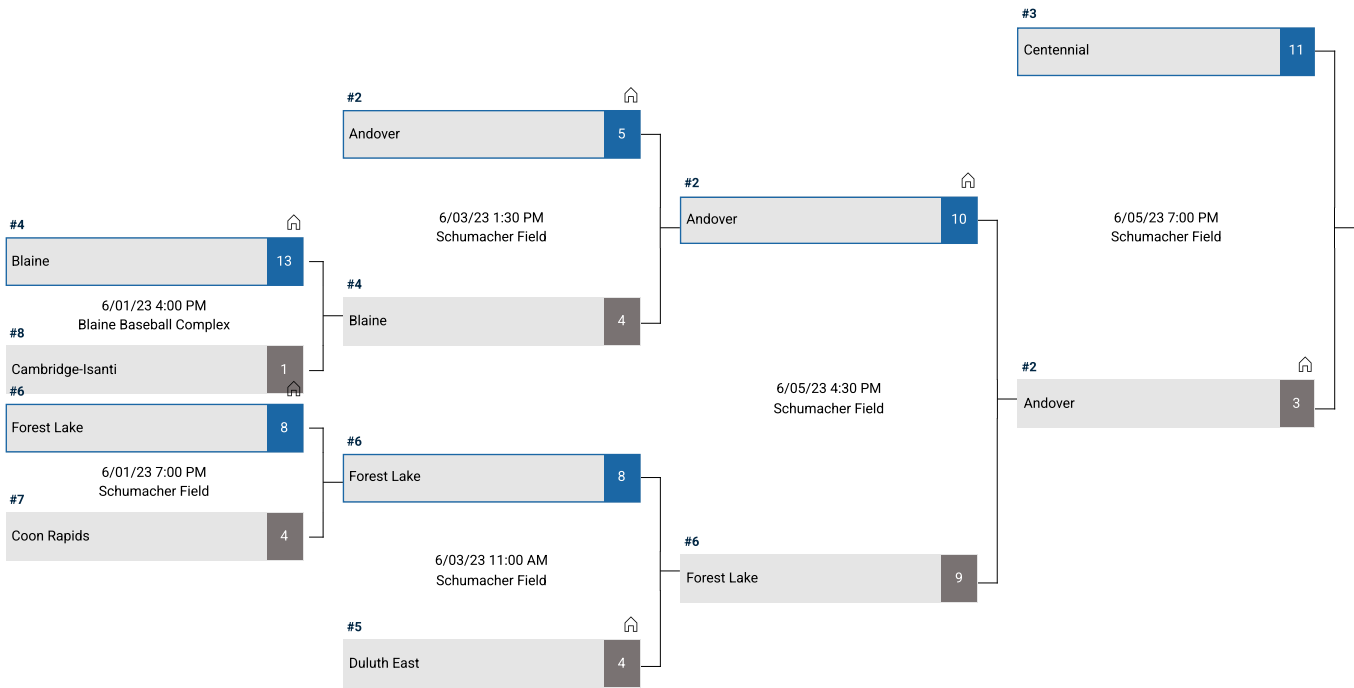 #4
Blaine
13
6/01/23 4:00 PM
Blaine Baseball Complex
#8
Cambridge-Isanti
1
#6
Forest Lake
8
6/01/23 7:00 PM
Schumacher Field
#7
Coon Rapids
4
#2
Andover
5
6/03/23 1:30 PM
Schumacher Field
#4
Blaine
4
#6
Forest Lake
8
6/03/23 11:00 AM
Schumacher Field
#5
Duluth East
4
#2
Andover
10
6/05/23 4:30 PM
Schumacher Field
#6
Forest Lake
9
#3
Centennial
11
6/05/23 7:00 PM
Schumacher Field
#2
Andover
3